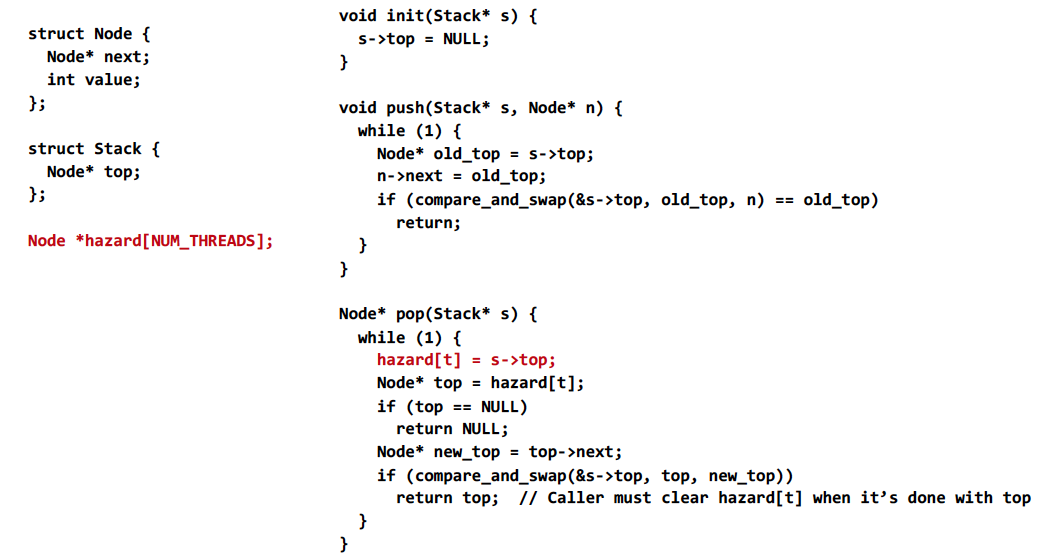 struct Node {
  Node* next;
  int value;
};
struct Stack {
  Node* top;
};
Node *hazard[NUM_THREADS];
void init(Stack* s) {
  s->top = NULL;
}
void push(Stack* s, Node* n) {
  while (1) {
    Node* old_top = s->top;
    n->next = old_top;
    if (compare_and_swap(&s->top, old_top, n) == old_top)
      return;
  }
}
Node* pop(Stack* s) {
  while (1) {
    hazard[t] = s->top;
    Node* top = hazard[t];
    if (top == NULL)
      return NULL;
    Node* new_top = top->next;
    if (compare_and_swap(&s->top, top, new_top))
      return top;  // Caller must clear hazard[t] when it’s done with top
  }
}